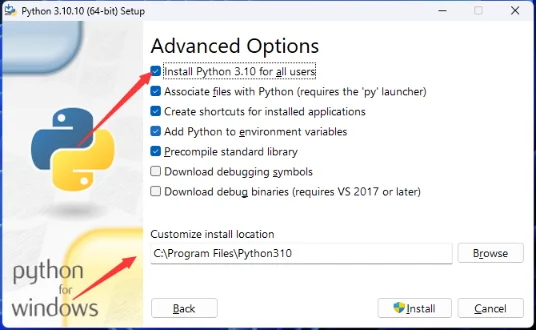 Python 3.10.10 (64-bit) Setup
Advanced Options
Install Python 3.10 for all users
Associate files with Python (requires the 'py' launcher)
Create shortcuts for installed applications
Add Python to environment variables
Precompile standard library
Download debugging symbols
Download debug binaries (requires VS 2017 or later)
Customize install location
C:\Program Files\Python310
Browse
python
for
windows
Back
Install
Cancel